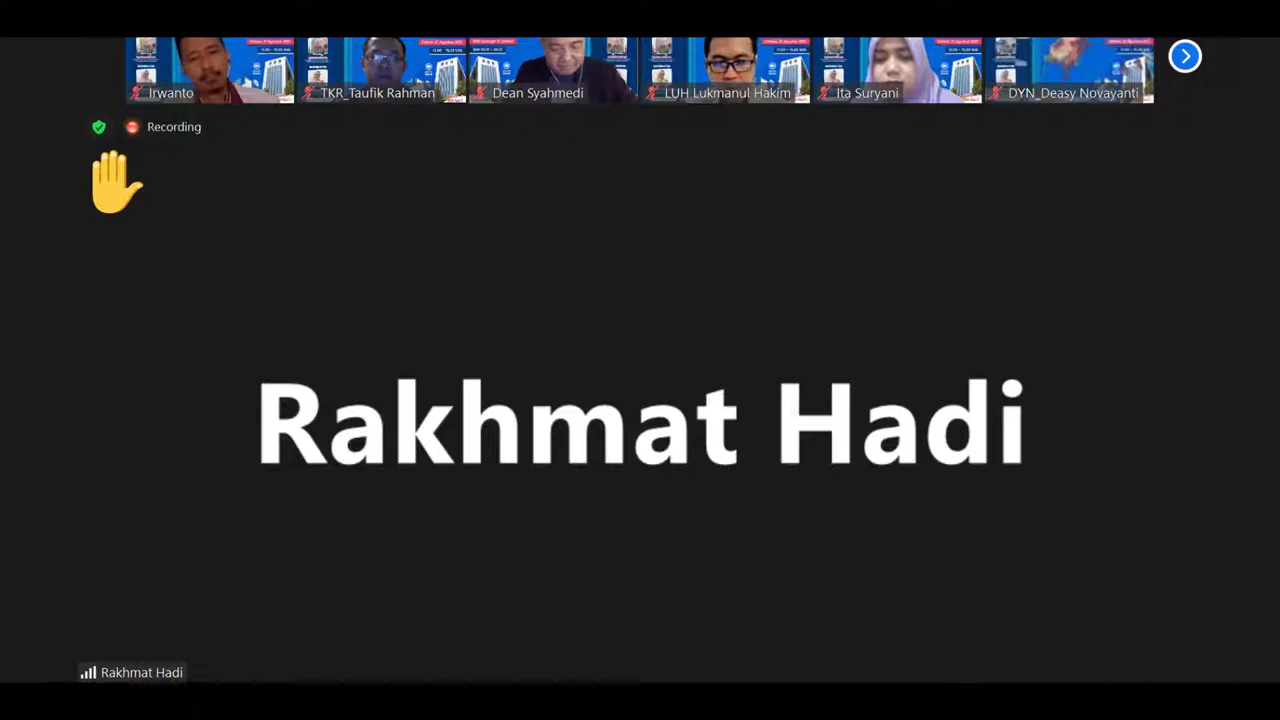 Irwanto
TKR_Taufik Rahman
Dean Syahmedi
LUH Lukmanul Hakim
Ita Suryani
DYN_Deasy Novayanti
Recording
Rakhmat Hadi
Rakhmat Hadi